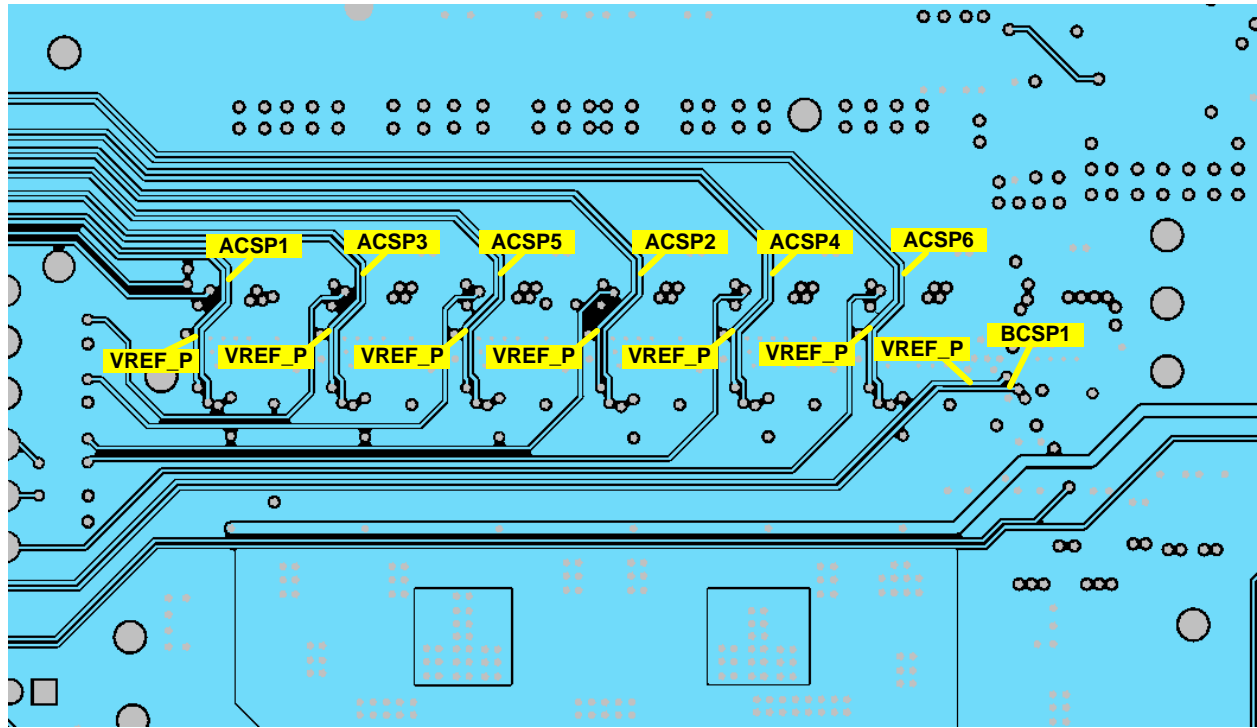 ACSP1
ACSP3
ACSP5
ACSP2
ACSP4
ACSP6
VREF_P
VREF_P
VREF_P
VREF_P
VREF_P
VREF_P
VREF_P
BCSP1